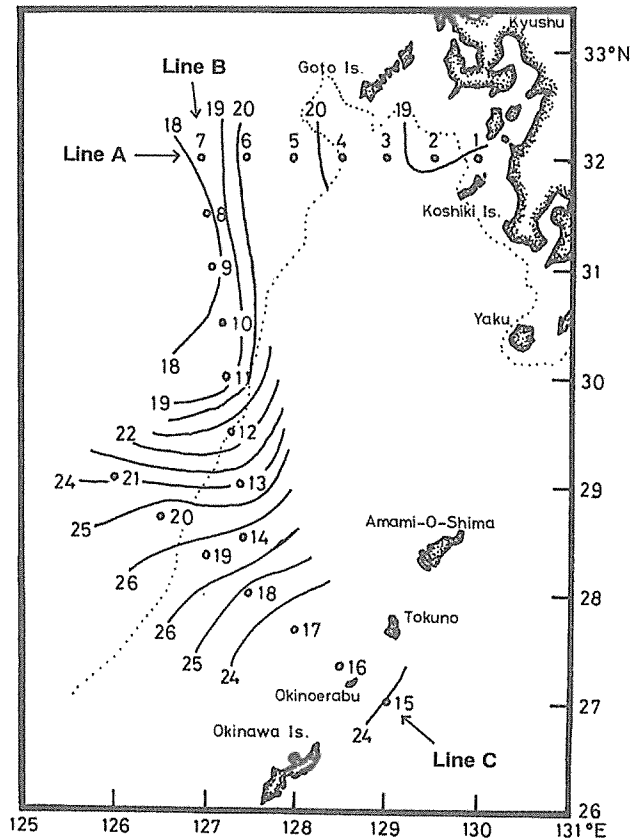 Kyushu
33°N
Goto Is.
Line B
18 19 20 20 19
7 6 5 4 3 2 1
Line A
32
Koshiki Is.
8
9
31
10
Yaku
18
11
30
19
22
12
24 21 13
29
25 20
Amami-O-Shima
14
19
26
18
28
Tokuno
26
17
25
16
24
Okinoerabu
15
27
24
Okinawa Is.
Line C
26
125 126 127 128 129 130 131°E